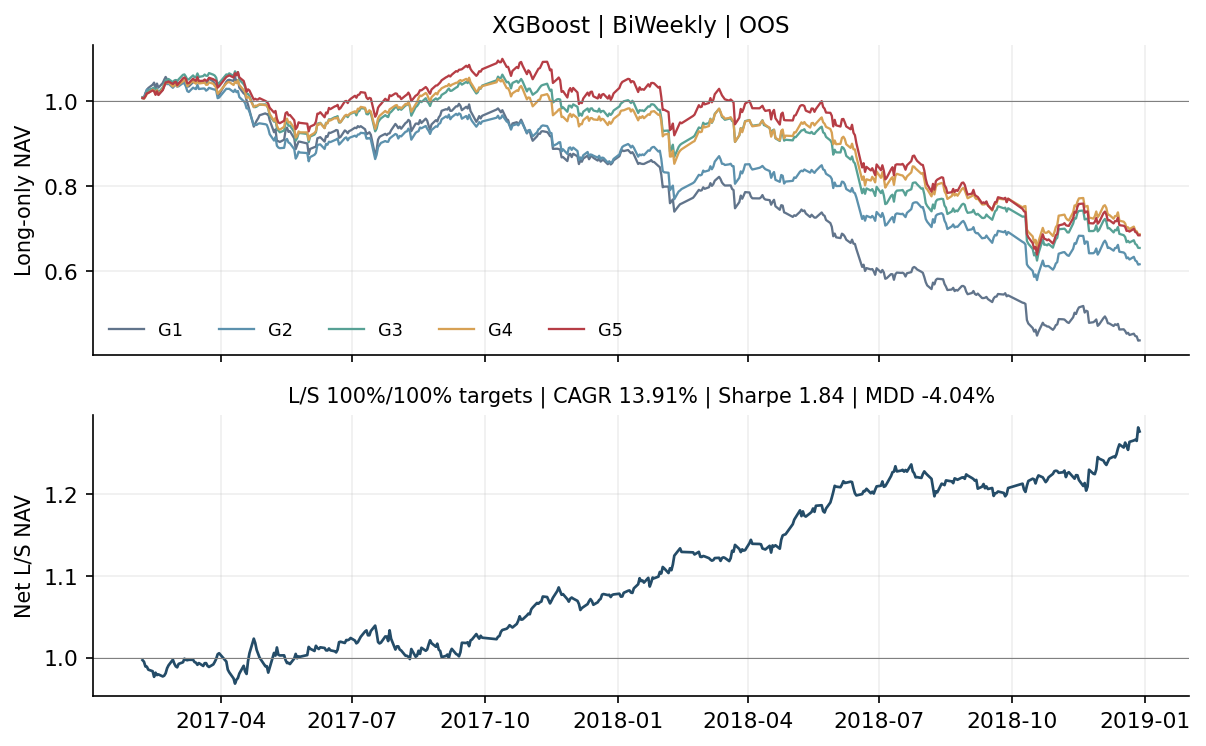 XGBoost | BiWeekly | OOS
Long-only NAV
1.0
0.8
0.6
G1 G2 G3 G4 G5
L/S 100%/100% targets | CAGR 13.91% | Sharpe 1.84 | MDD -4.04%
Net L/S NAV
1.2
1.1
1.0
2017-04 2017-07 2017-10 2018-01 2018-04 2018-07 2018-10 2019-01